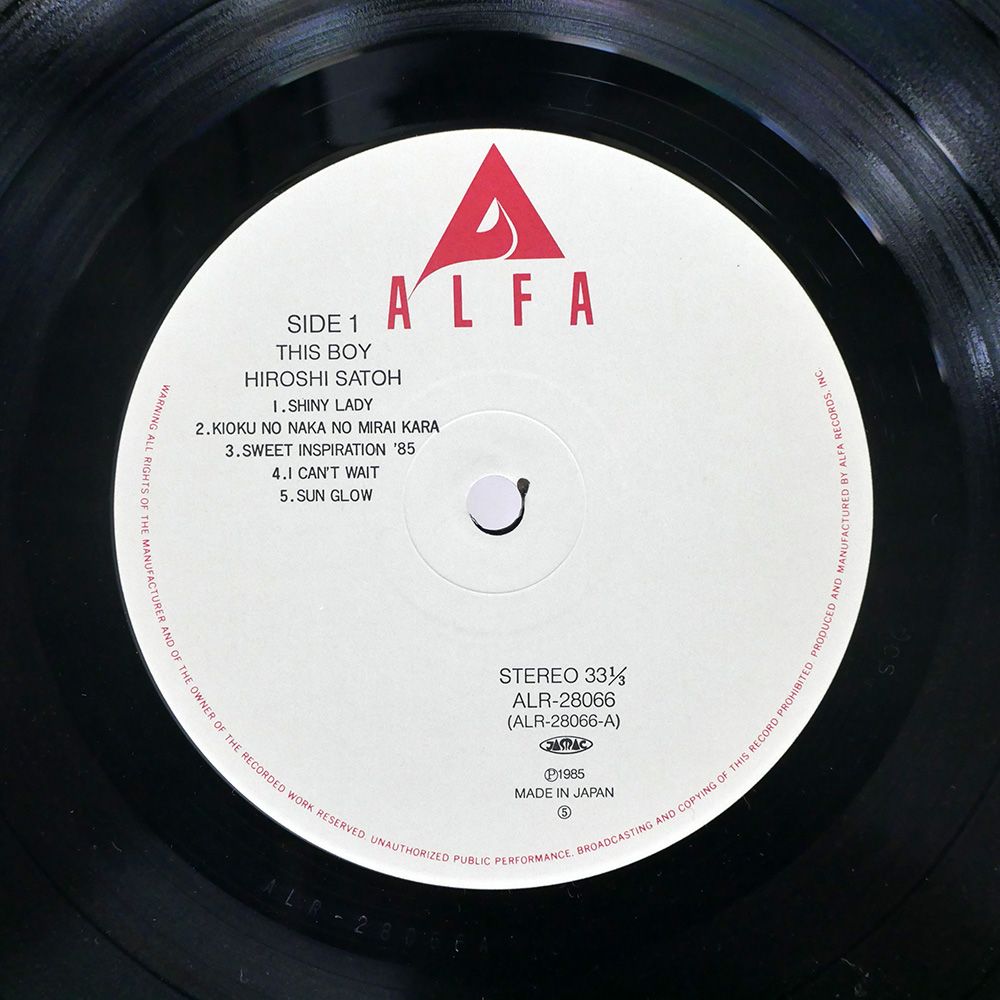 ALFA
SIDE 1
THIS BOY
HIROSHI SATOH
1.SHINY LADY
2.KIOKU NO NAKA NO MIRAI KARA
3.SWEET INSPIRATION '85
4.I CAN'T WAIT
5.SUN GLOW
STEREO 33⅓
ALR-28066
(ALR-28066-A)
JASRAC
Ⓟ1985
MADE IN JAPAN
⑤
WARNING ALL RIGHTS OF THE MANUFACTURER AND OF THE OWNER OF THE RECORDED WORK RESERVED. UNAUTHORIZED PUBLIC PERFORMANCE, BROADCASTING AND COPYING OF THIS RECORD PROHIBITED PRODUCED AND MANUFACTURED BY ALFA RECORDS, INC.
ALR-28066A